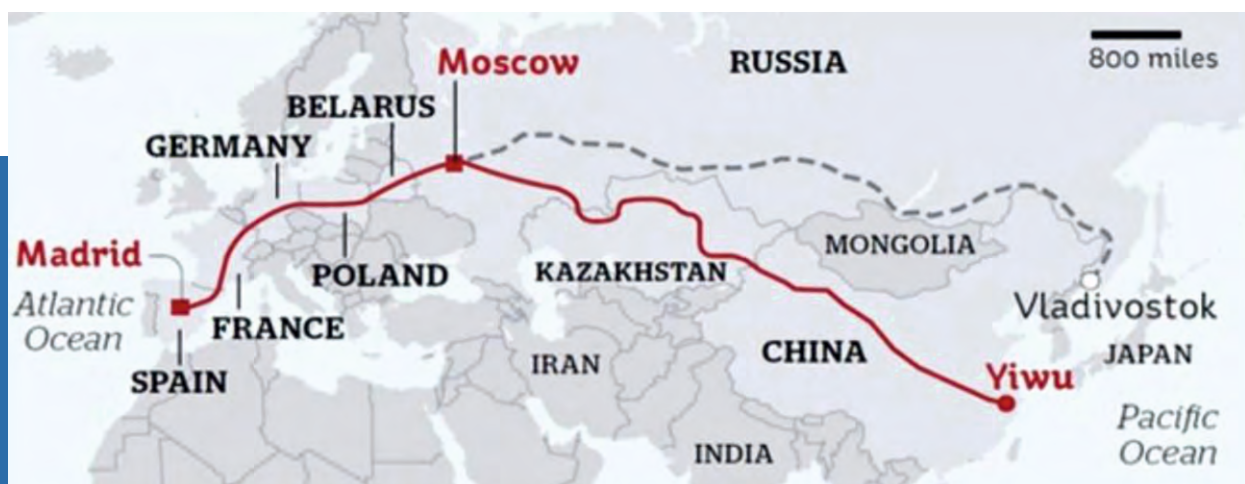 Moscow
RUSSIA
800 miles
BELARUS
GERMANY
Madrid
Atlantic
Ocean
POLAND
FRANCE
SPAIN
KAZAKHSTAN
MONGOLIA
Vladivostok
IRAN
CHINA
JAPAN
Yiwu
INDIA
Pacific
Ocean